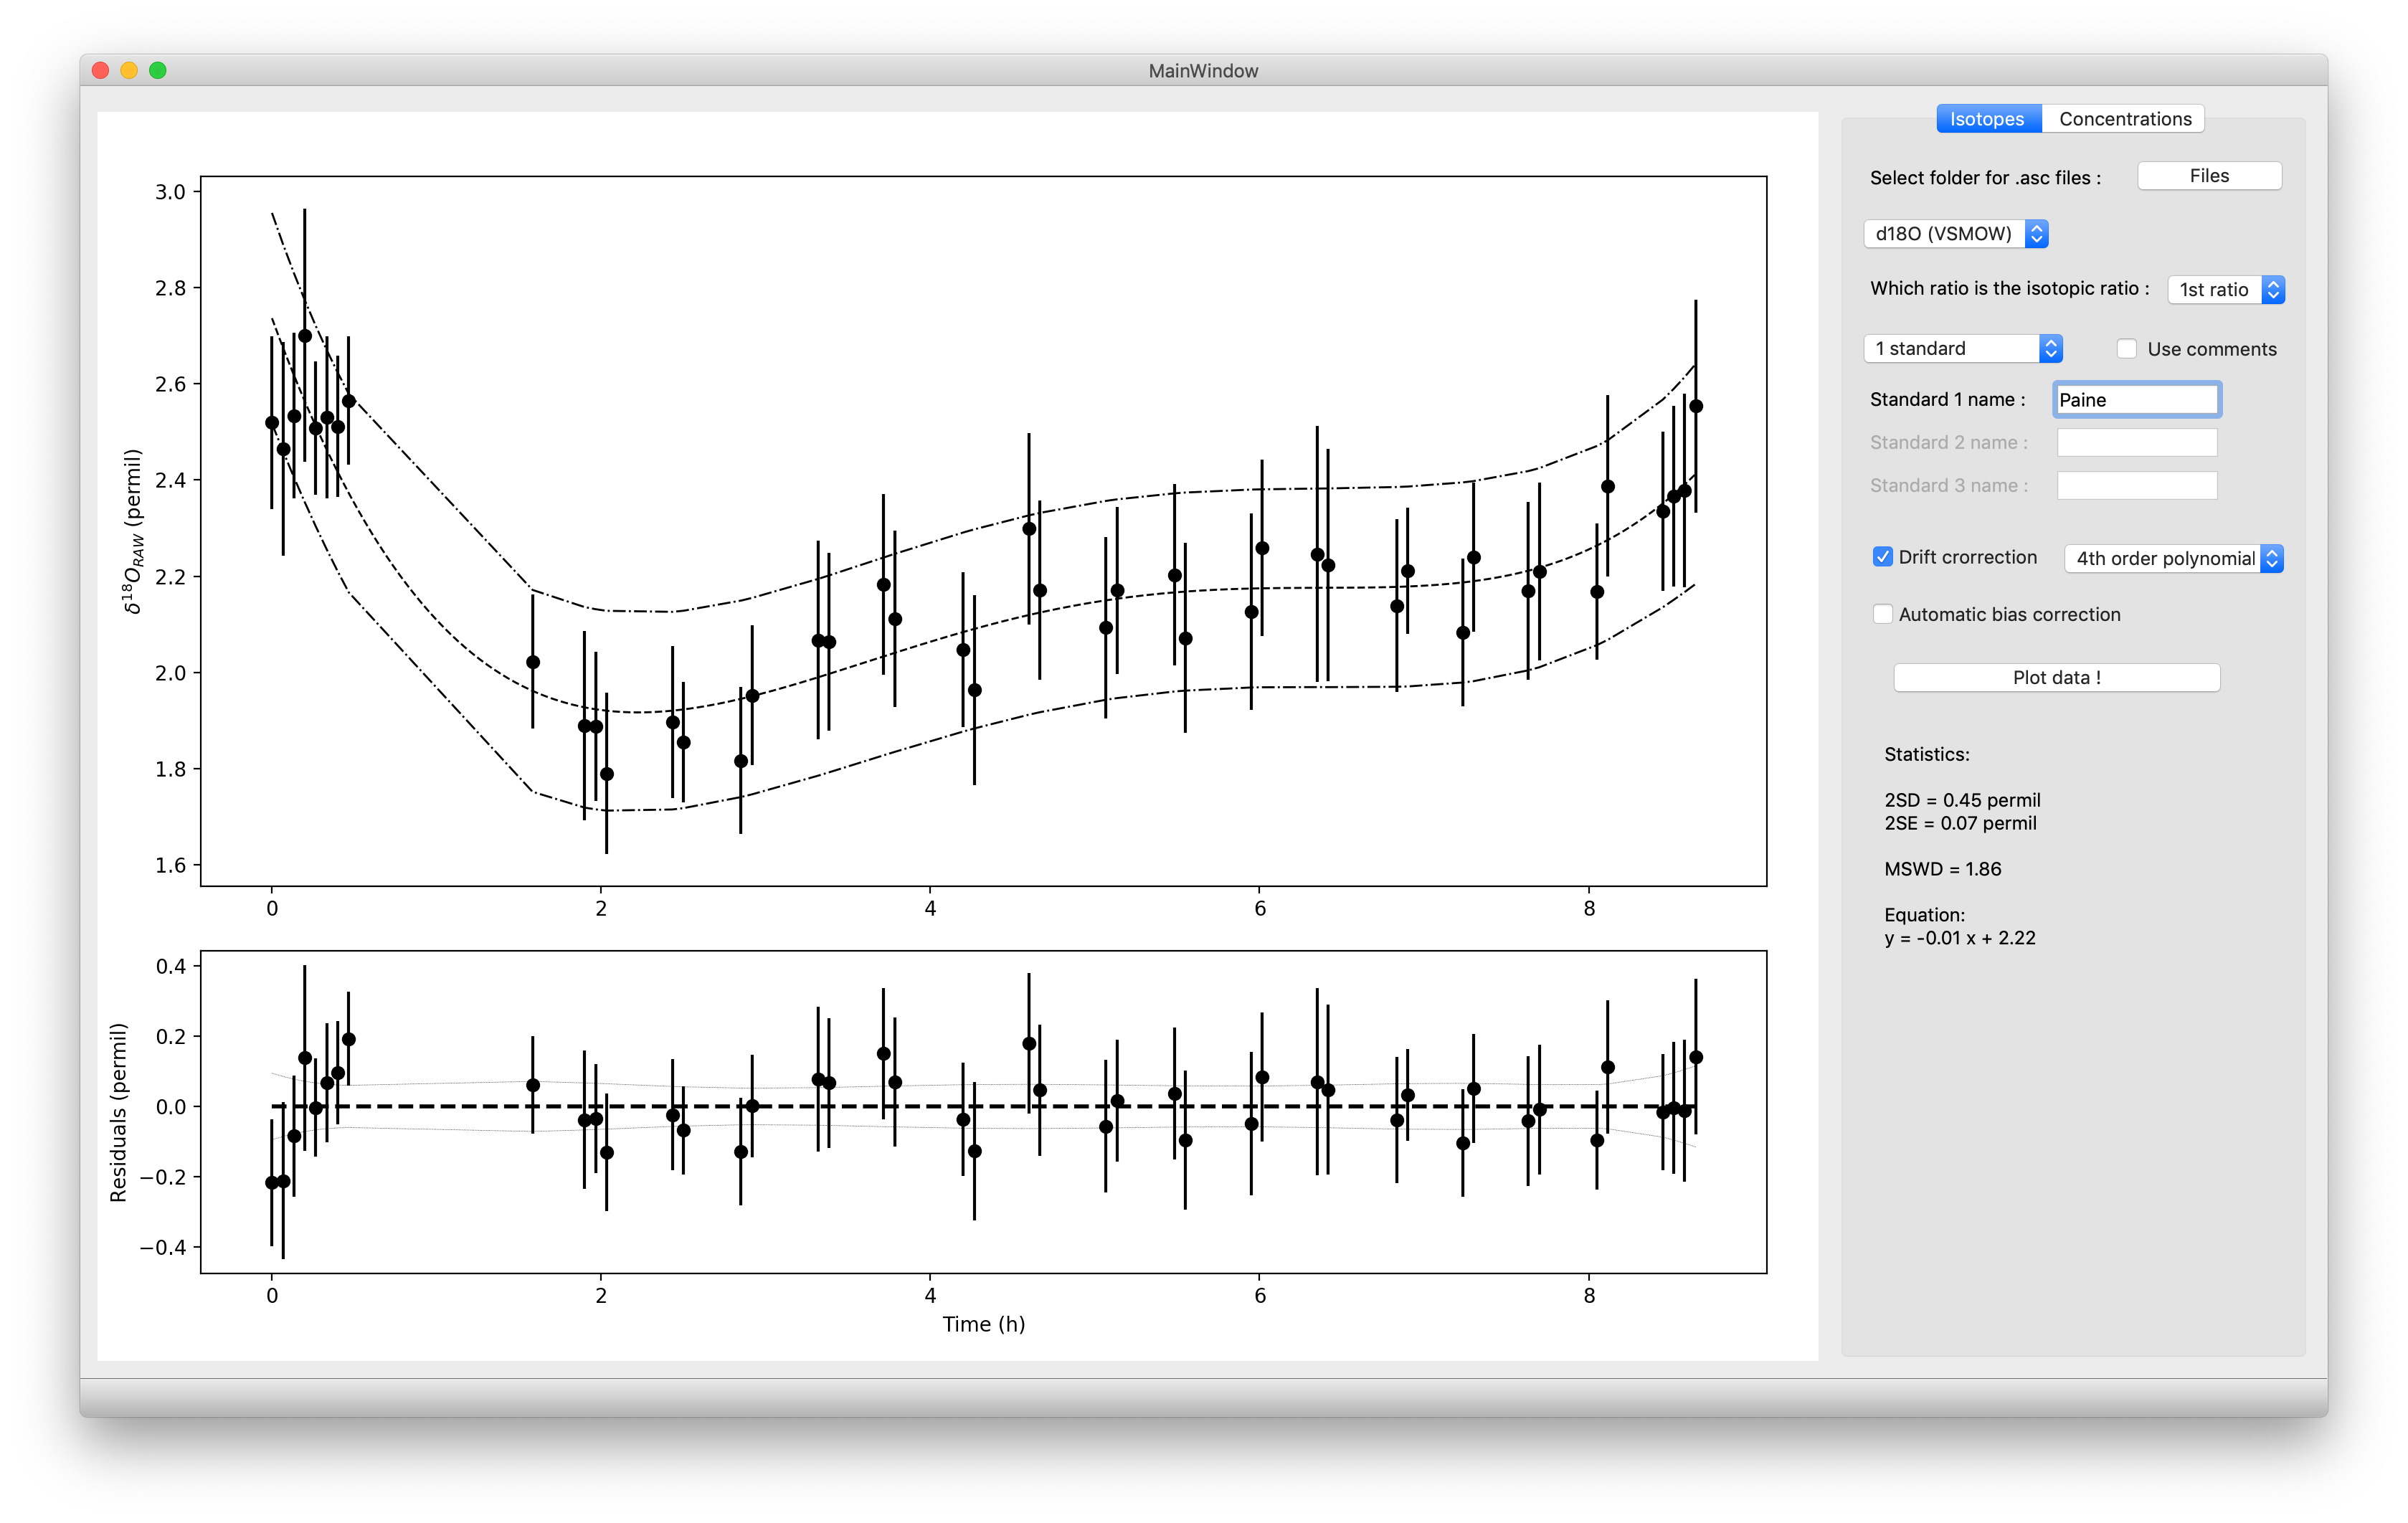 MainWindow
Isotopes Concentrations
Select folder for .asc files : Files
d18O (VSMOW)
Which ratio is the isotopic ratio : 1st ratio
1 standard Use comments
Standard 1 name : Paine
Standard 2 name :
Standard 3 name :
Drift crorrection 4th order polynomial
Automatic bias correction
Plot data !
Statistics:
2SD = 0.45 permil
2SE = 0.07 permil
MSWD = 1.86
Equation:
y = -0.01 x + 2.22
δ¹⁸O_RAW (permil)
3.0
2.8
2.6
2.4
2.2
2.0
1.8
1.6
0 2 4 6 8
Residuals (permil)
0.4
0.2
0.0
−0.2
−0.4
0 2 4 6 8
Time (h)